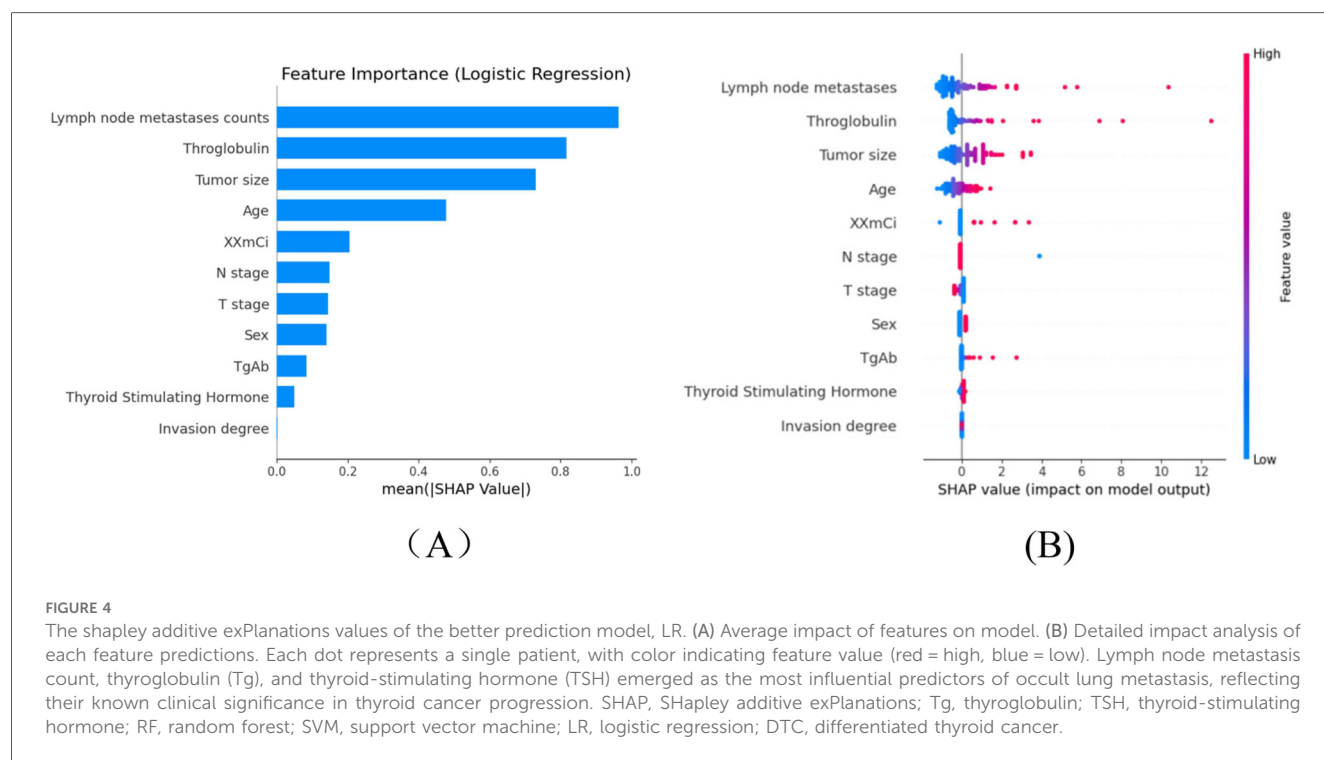 Feature Importance (Logistic Regression)
Lymph node metastases counts
Throglobulin
Tumor size
Age
XXmCi
N stage
T stage
Sex
TgAb
Thyroid Stimulating Hormone
Invasion degree
0.0 0.2 0.4 0.6 0.8 1.0
mean(|SHAP Value|)
（A）
High
Lymph node metastases
Throglobulin
Tumor size
Age
XXmCi
N stage
T stage
Sex
TgAb
Thyroid Stimulating Hormone
Invasion degree
Feature value
Low
0 2 4 6 8 10 12
SHAP value (impact on model output)
(B)
FIGURE 4
The shapley additive exPlanations values of the better prediction model, LR. (A) Average impact of features on model. (B) Detailed impact analysis of
each feature predictions. Each dot represents a single patient, with color indicating feature value (red = high, blue = low). Lymph node metastasis
count, thyroglobulin (Tg), and thyroid-stimulating hormone (TSH) emerged as the most influential predictors of occult lung metastasis, reflecting
their known clinical significance in thyroid cancer progression. SHAP, SHapley additive exPlanations; Tg, thyroglobulin; TSH, thyroid-stimulating
hormone; RF, random forest; SVM, support vector machine; LR, logistic regression; DTC, differentiated thyroid cancer.